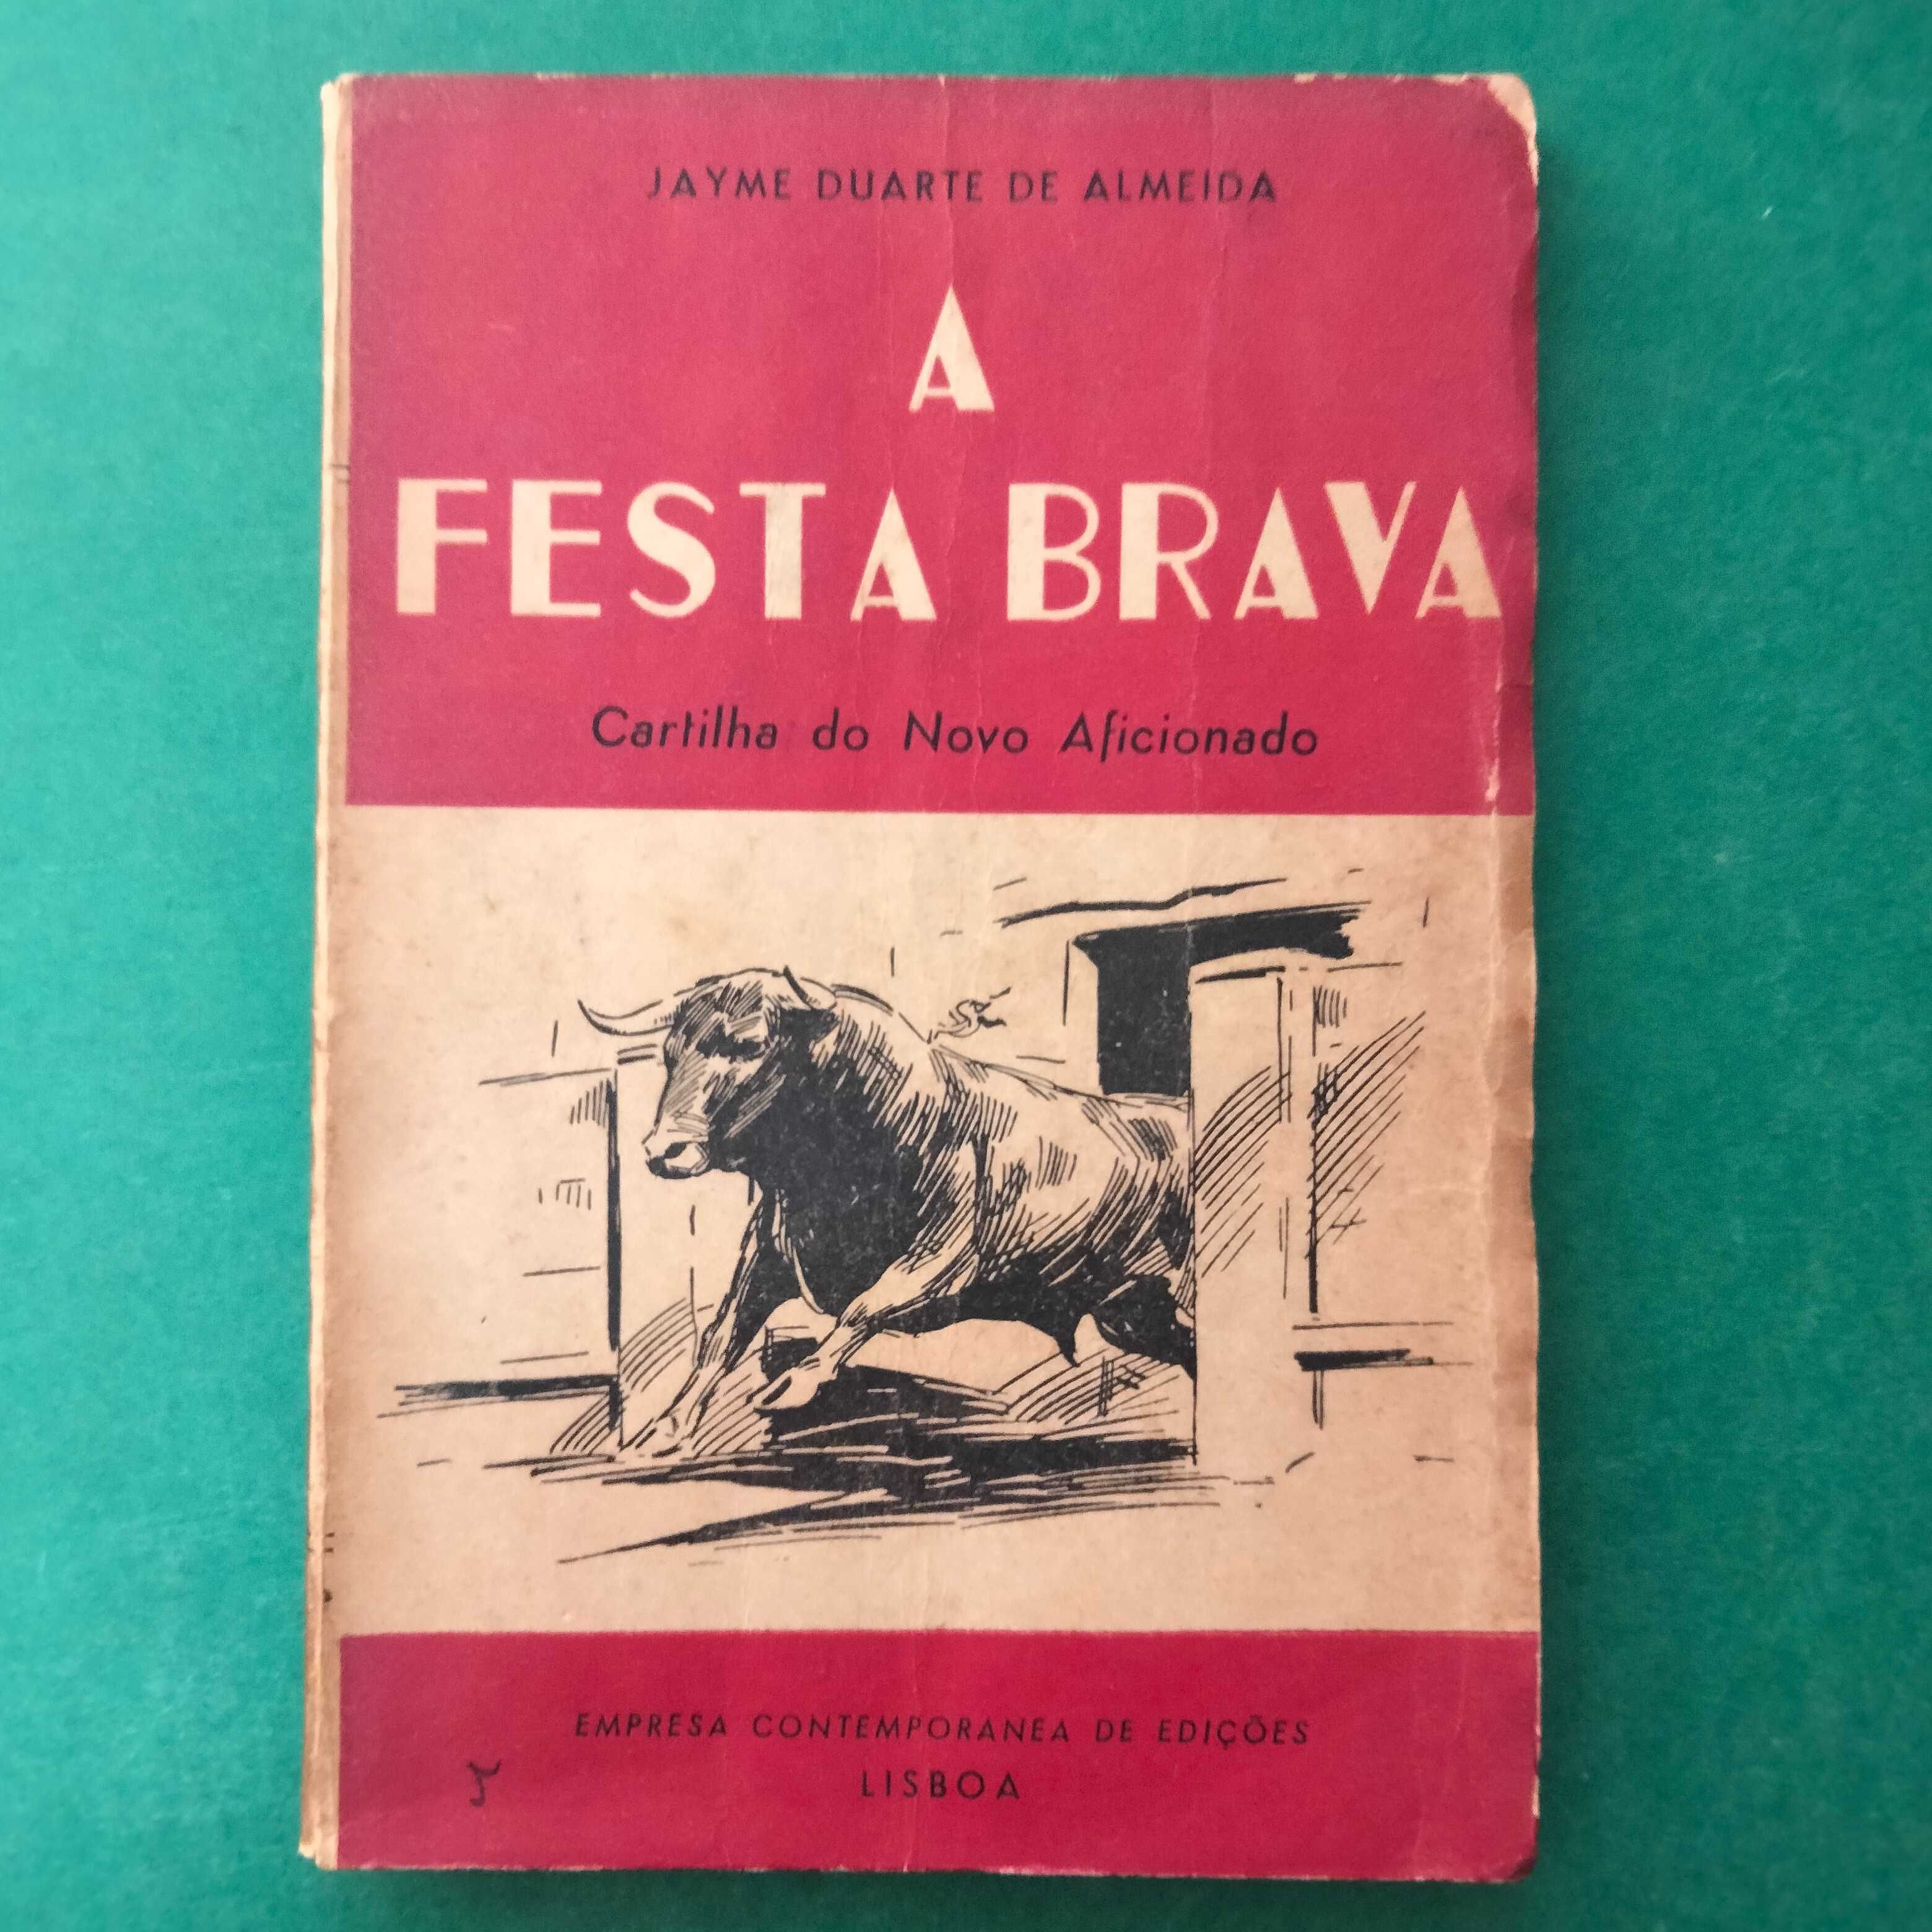 JAYME DUARTE DE ALMEIDA
A
FESTA BRAVA
Cartilha do Novo Aficionado
EMPRESA CONTEMPORANEA DE EDIÇÕES
LISBOA